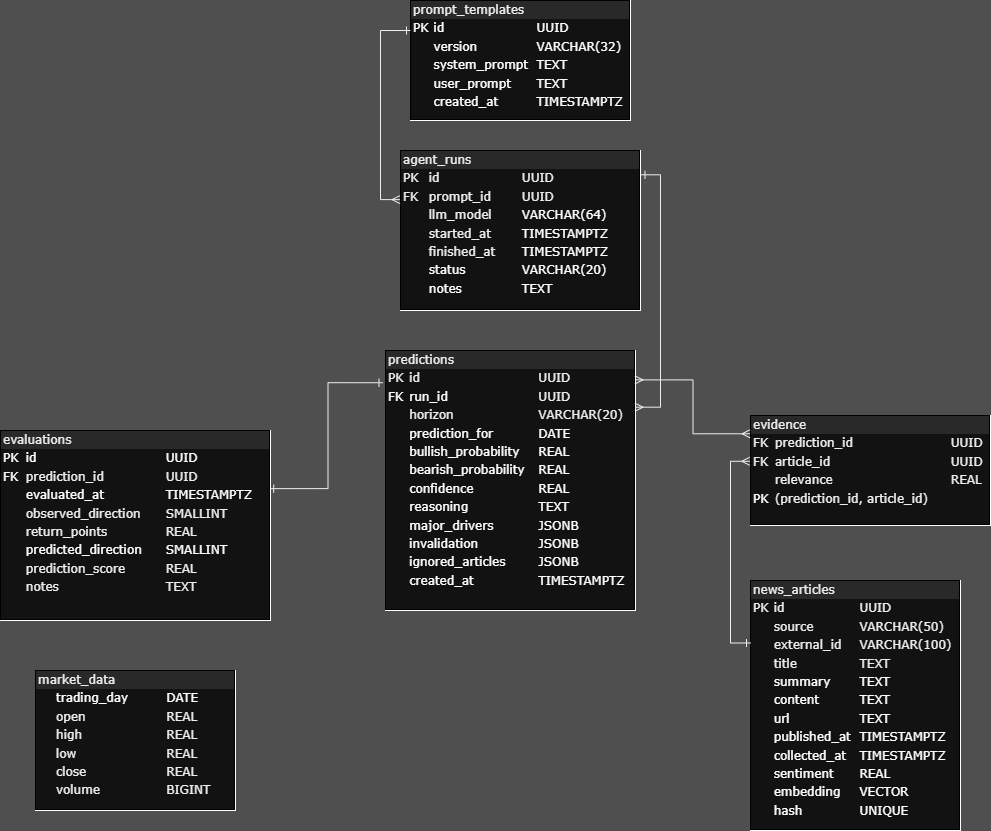 prompt_templates
PK id UUID
version VARCHAR(32)
system_prompt TEXT
user_prompt TEXT
created_at TIMESTAMPTZ
agent_runs
PK id UUID
FK prompt_id UUID
llm_model VARCHAR(64)
started_at TIMESTAMPTZ
finished_at TIMESTAMPTZ
status VARCHAR(20)
notes TEXT
predictions
PK id UUID
FK run_id UUID
horizon VARCHAR(20)
prediction_for DATE
bullish_probability REAL
bearish_probability REAL
confidence REAL
reasoning TEXT
major_drivers JSONB
invalidation JSONB
ignored_articles JSONB
created_at TIMESTAMPTZ
evaluations
PK id UUID
FK prediction_id UUID
evaluated_at TIMESTAMPTZ
observed_direction SMALLINT
return_points REAL
predicted_direction SMALLINT
prediction_score REAL
notes TEXT
evidence
FK prediction_id UUID
FK article_id UUID
relevance REAL
PK (prediction_id, article_id)
news_articles
PK id UUID
source VARCHAR(50)
external_id VARCHAR(100)
title TEXT
summary TEXT
content TEXT
url TEXT
published_at TIMESTAMPTZ
collected_at TIMESTAMPTZ
sentiment REAL
embedding VECTOR
hash UNIQUE
market_data
trading_day DATE
open REAL
high REAL
low REAL
close REAL
volume BIGINT